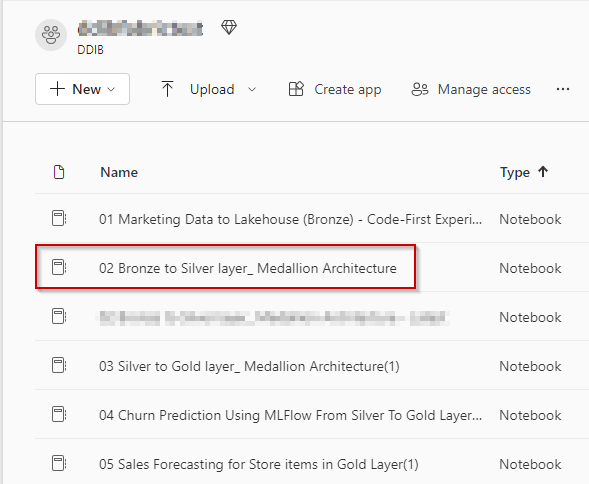 DDIB
New Upload Create app Manage access ...
Name Type
01 Marketing Data to Lakehouse (Bronze) - Code-First Experi... Notebook
02 Bronze to Silver layer_ Medallion Architecture Notebook
Notebook
03 Silver to Gold layer_ Medallion Architecture(1) Notebook
04 Churn Prediction Using MLFlow From Silver To Gold Layer... Notebook
05 Sales Forecasting for Store items in Gold Layer(1) Notebook